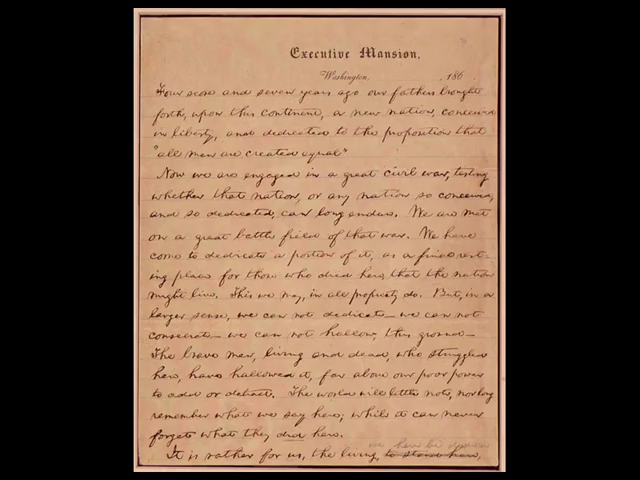 Executive Mansion,
Washington, , 186 .
Four score and seven years ago our fathers brought
forth, upon this continent, a new nation, conceived
in liberty, and dedicated to the proposition that
"all men are created equal"
Now we are engaged in a great civil war, testing
whether that nation, or any nation so conceived,
and so dedicated, can long endure. We are met
on a great battle field of that war. We have
come to dedicate a portion of it, as a final rest-
ing place for those who died here, that the nation
might live. This we may, in all propriety do. But, in a
larger sense, we can not dedicate — we can not
consecrate — we can not hallow, this ground —
The brave men, living and dead, who struggled
here, have hallowed it, far above our poor power
to add or detract. The world will little note, nor long
remember what we say here; while it can never
forget what they did here.
we here be dedica
It is rather for us, the living, to stand here,